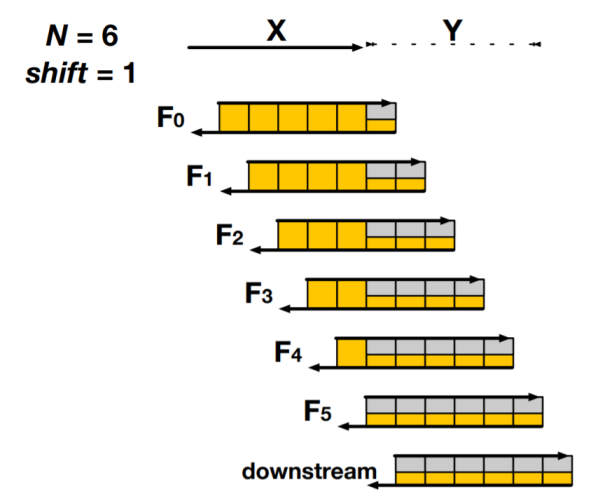 N = 6
shift = 1
X
Y
F0
F1
F2
F3
F4
F5
downstream